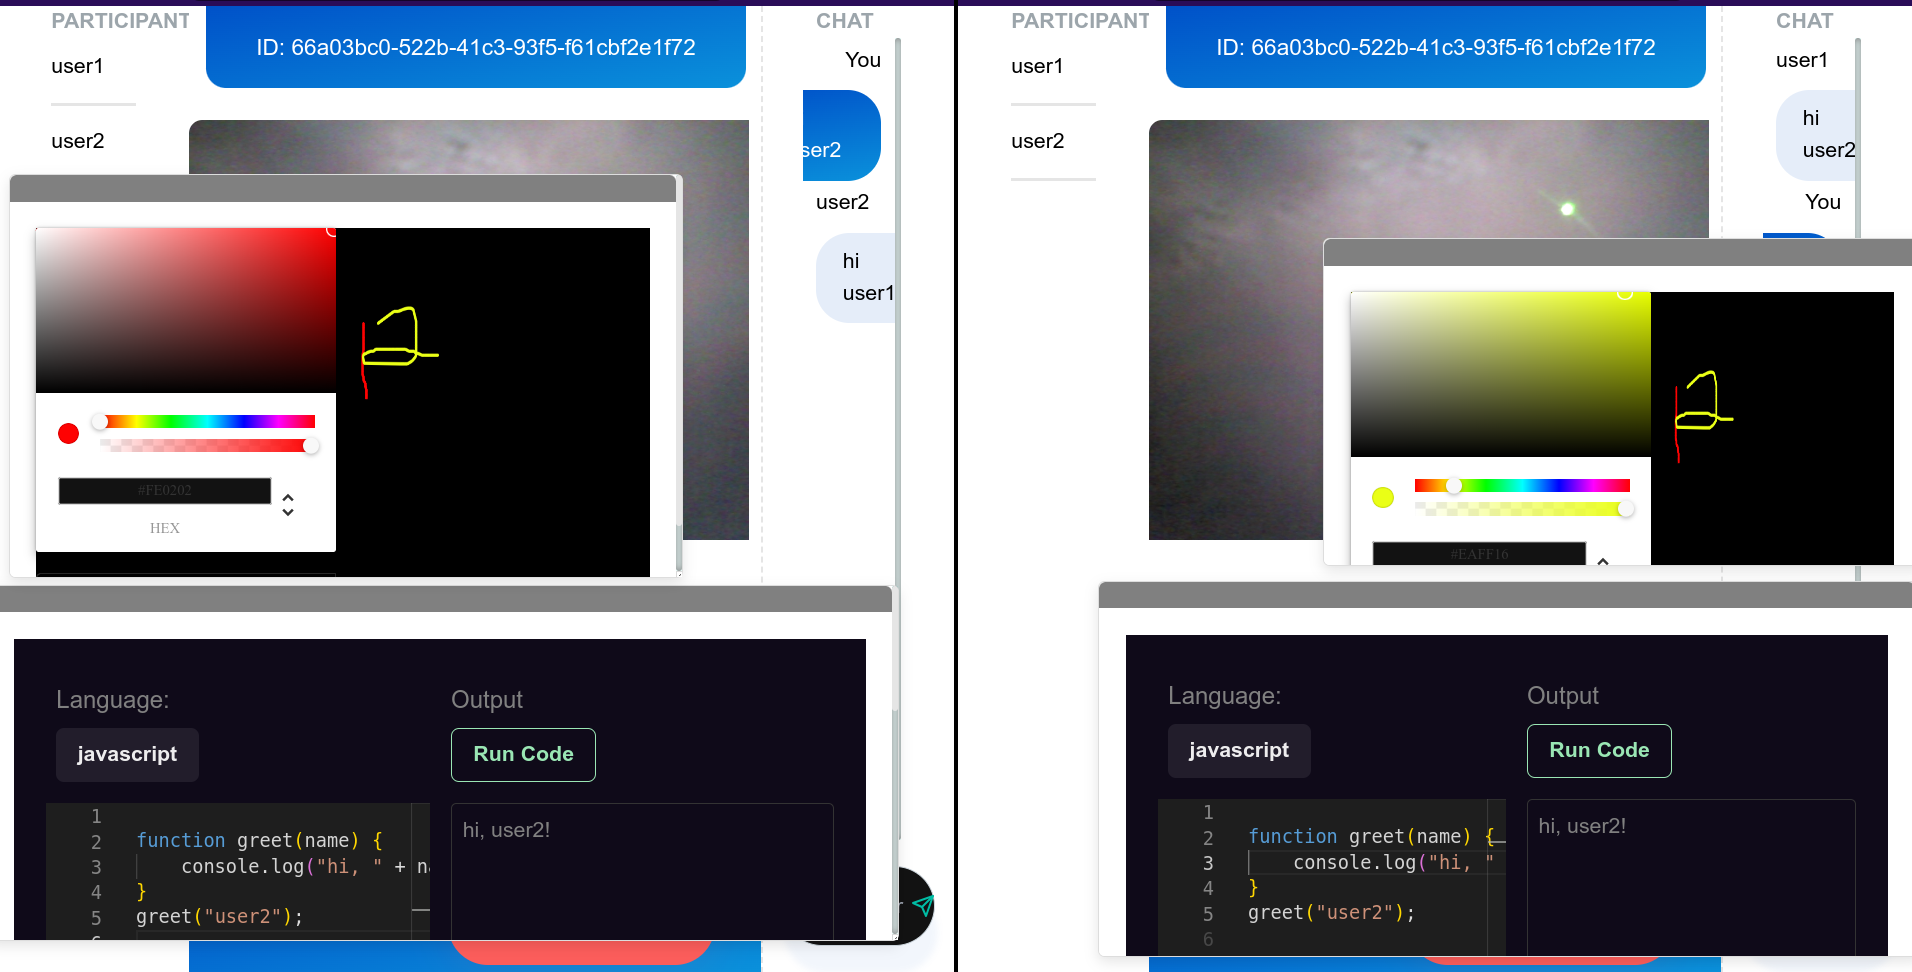 PARTICIPANT
ID: 66a03bc0-522b-41c3-93f5-f61cbf2e1f72
CHAT
user1
You
user2
user2
hi
user1
#FE0202
HEX
Language:
Output
javascript
Run Code
1
2 function greet(name) {
3 console.log("hi, " +
4 }
5 greet("user2");
hi, user2!
PARTICIPANT
ID: 66a03bc0-522b-41c3-93f5-f61cbf2e1f72
CHAT
user1
user1
hi
user2
user2
You
#EAFF16
Language:
Output
javascript
Run Code
1
2 function greet(name) {
3 console.log("hi, "
4 }
5 greet("user2");
6
hi, user2!